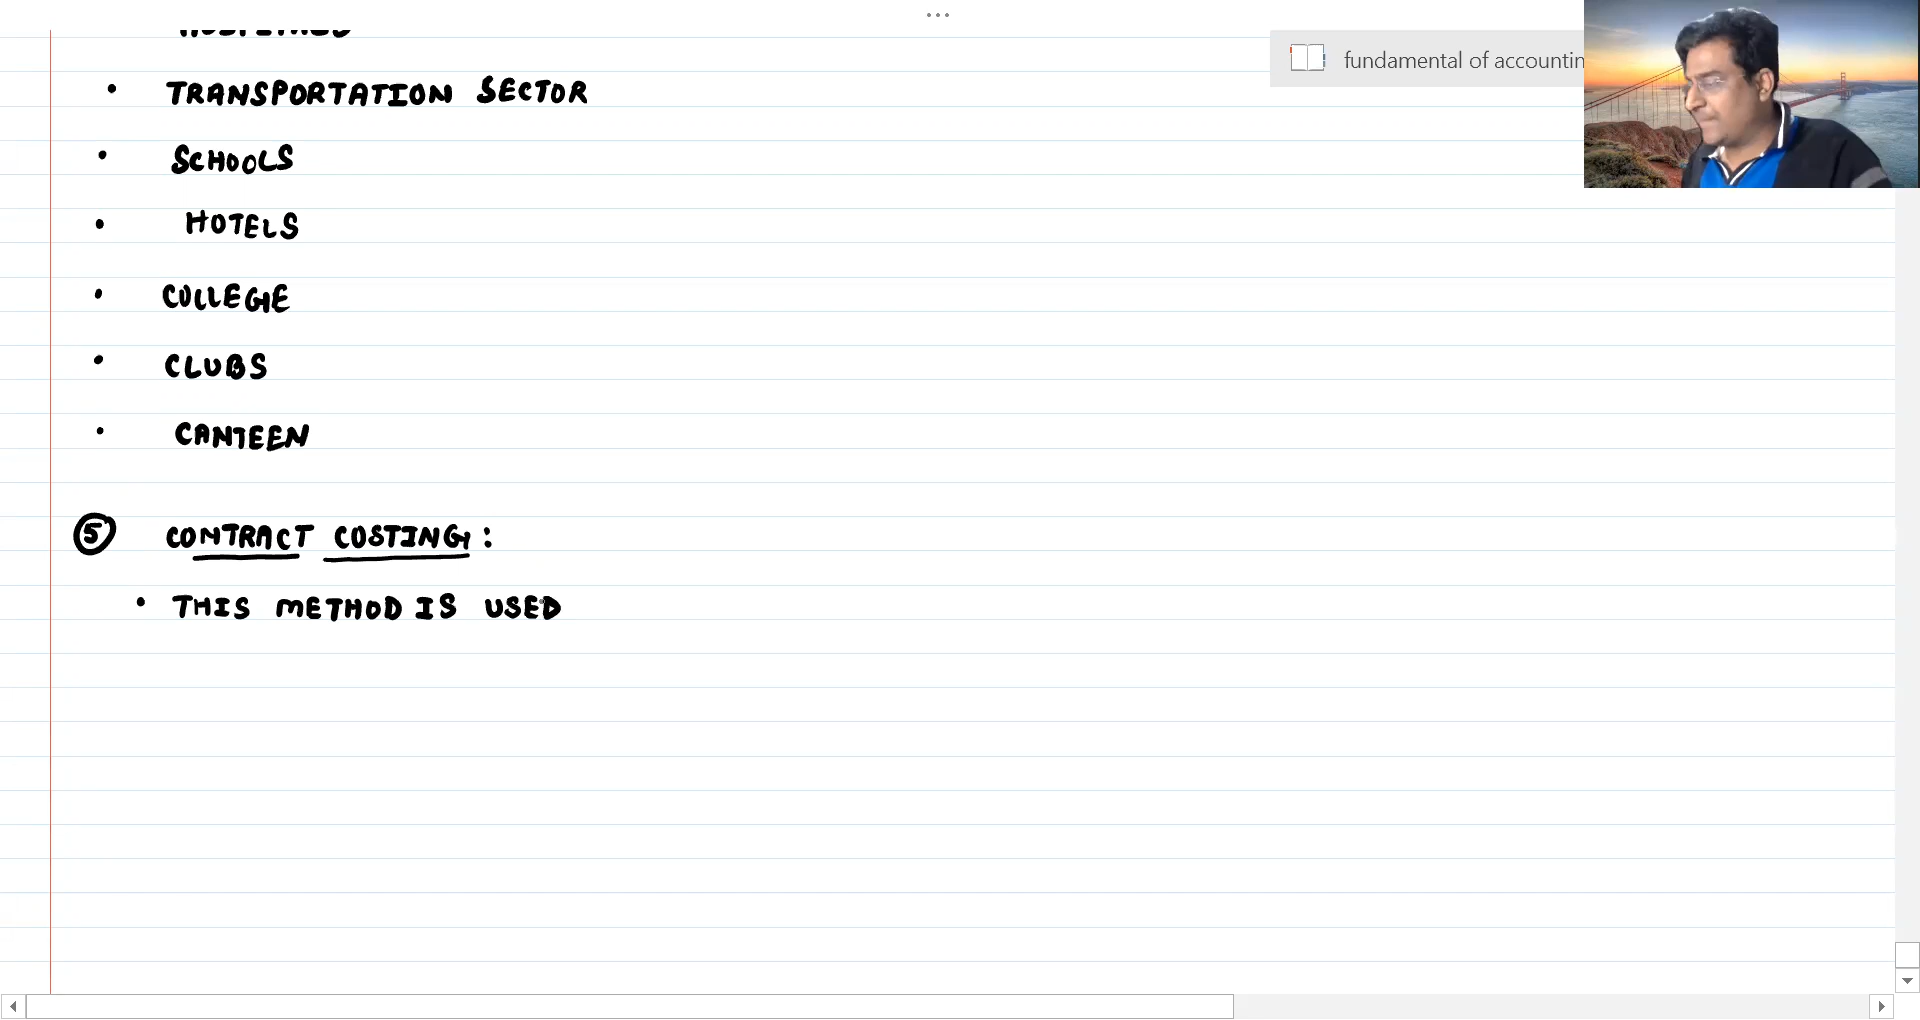 fundamental of accountin
• TRANSPORTATION SECTOR
• SCHOOLS
• HOTELS
• COLLEGE
• CLUBS
• CANTEEN
5 CONTRACT COSTING:
• THIS METHOD IS USED